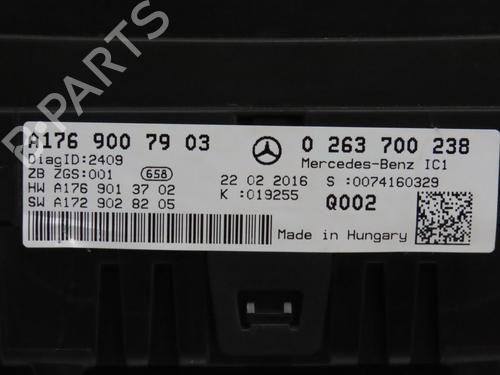 B-PARTS
A176 900 79 03
0 263 700 238
DiagID:2409
Mercedes-Benz IC1
ZB ZGS:001
658
22 02 2016 S :0074160329
HW A176 901 37 02
K :019255
Q002
SW A172 902 82 05
Made in Hungary